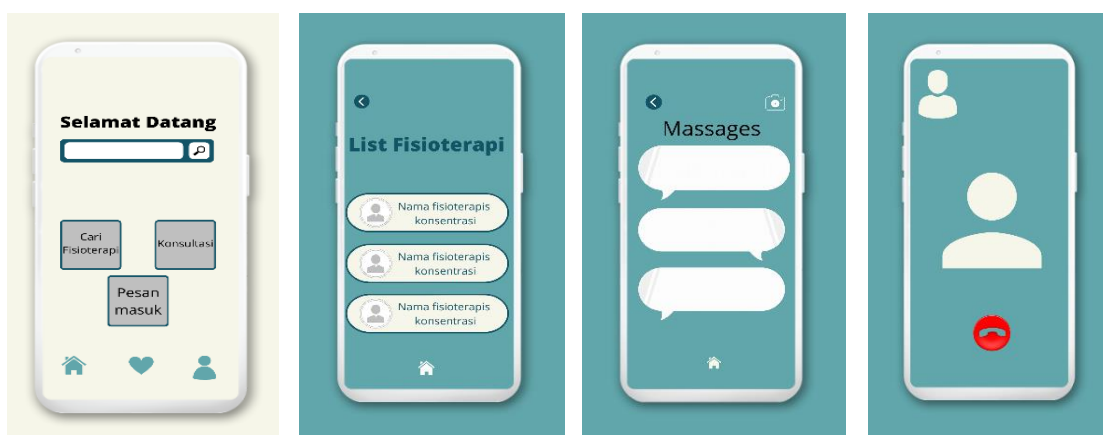 Selamat Datang
Cari
Fisioterapi
Konsultasi
Pesan
masuk
List Fisioterapi
Nama fisioterapis
konsentrasi
Nama fisioterapis
konsentrasi
Nama fisioterapis
konsentrasi
Massages